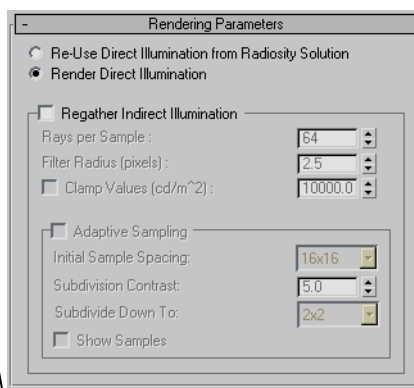 - Rendering Parameters
Re-Use Direct Illumination from Radiosity Solution
Render Direct Illumination
Regather Indirect Illumination
Rays per Sample : 64
Filter Radius (pixels) : 2.5
Clamp Values (cd/m^2) : 10000.0
Adaptive Sampling
Initial Sample Spacing: 16x16
Subdivision Contrast: 5.0
Subdivide Down To: 2x2
Show Samples